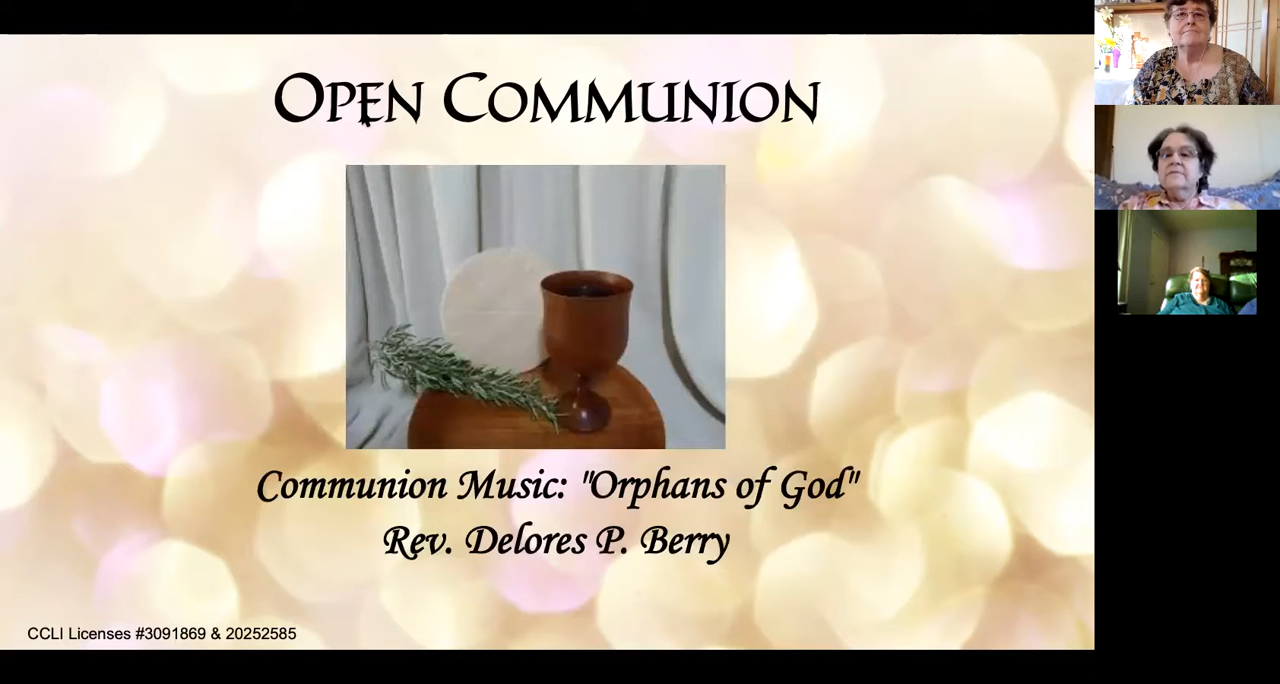 OPEN COMMUNION
Communion Music: "Orphans of God"
Rev. Delores P. Berry
CCLI Licenses #3091869 & 20252585